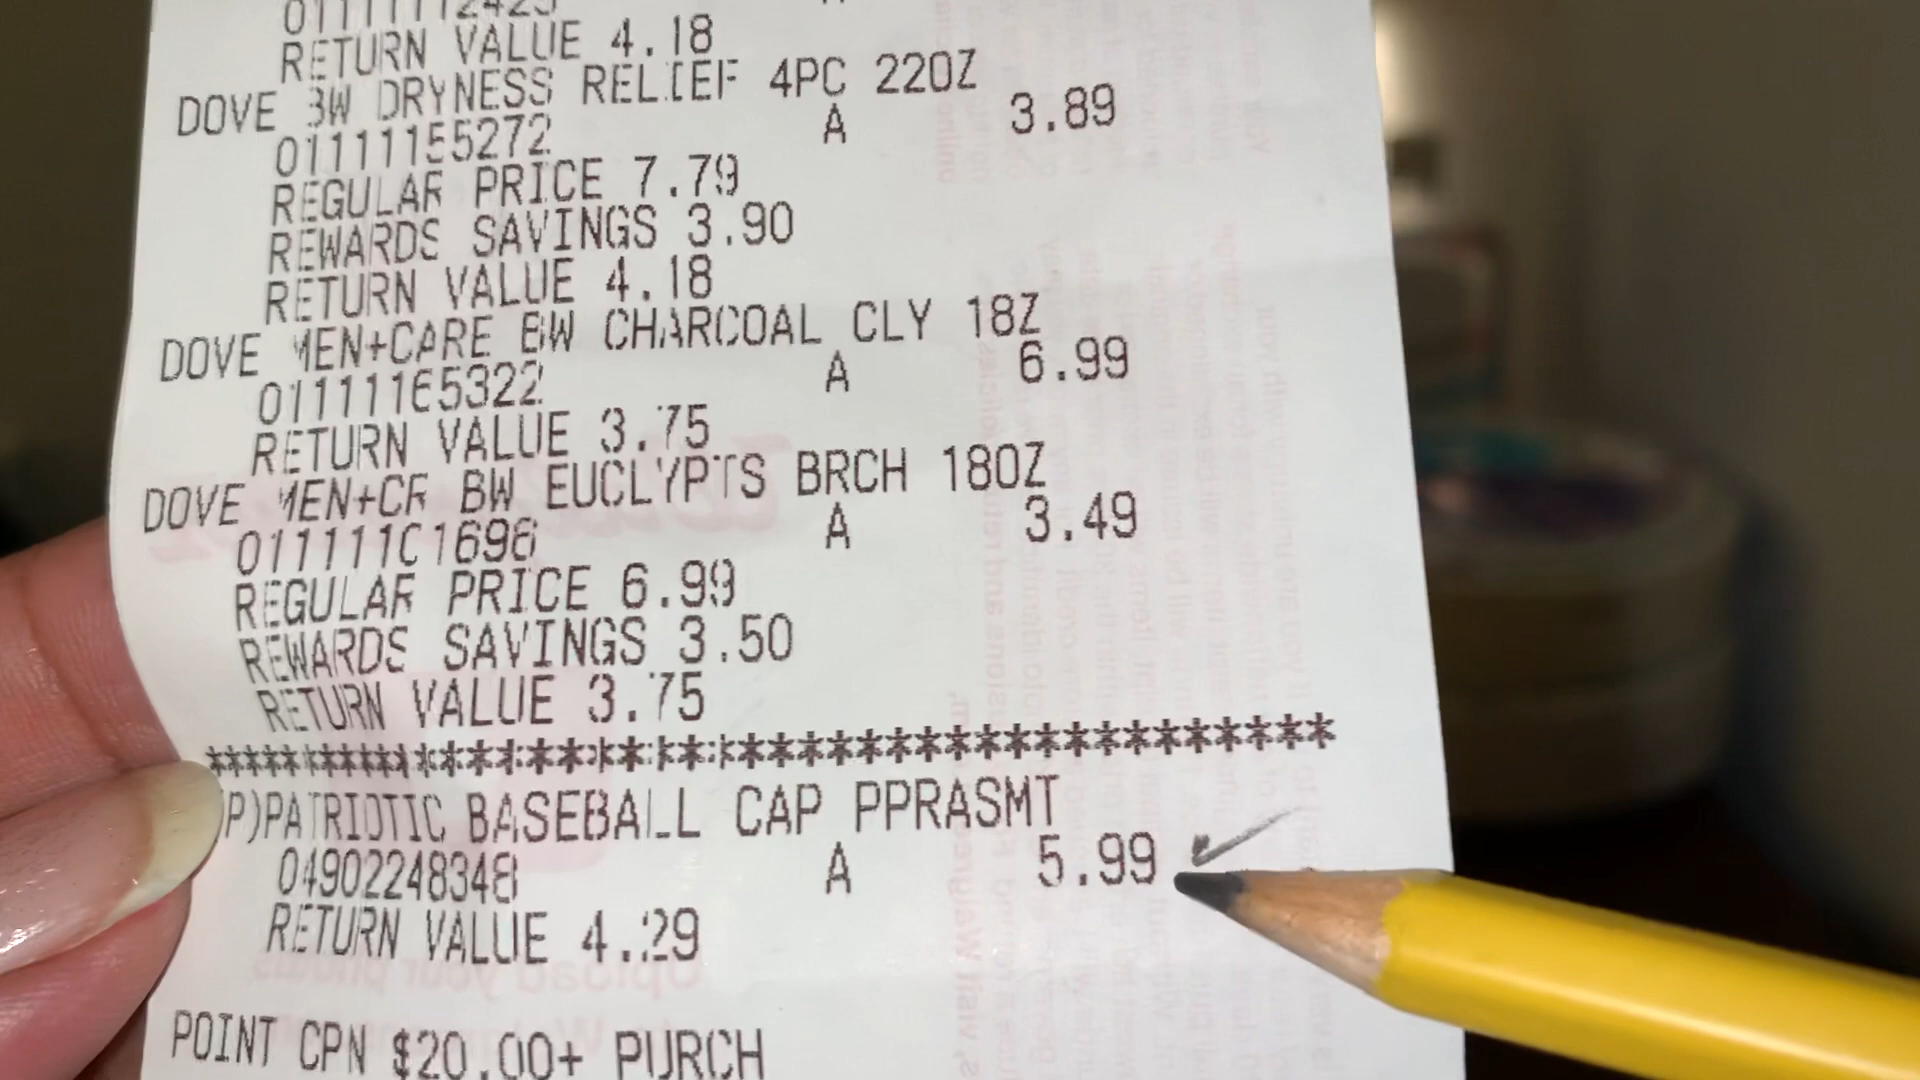 RETURN VALUE 4.18
DOVE BW DRYNESS RELIEF 4PC 22OZ
01111155272 A 3.89
REGULAR PRICE 7.79
REWARDS SAVINGS 3.90
RETURN VALUE 4.18
DOVE MEN+CARE BW CHARCOAL CLY 18Z
01111165322 A 6.99
RETURN VALUE 3.75
DOVE MEN+CR BW EUCLYPTS BRCH 18OZ
01111101696 A 3.49
REGULAR PRICE 6.99
REWARDS SAVINGS 3.50
RETURN VALUE 3.75
**************************************
P)PATRIOTIC BASEBALL CAP PPRASMT
04902248348 A 5.99
RETURN VALUE 4.29
POINT CPN $20.00+ PURCH